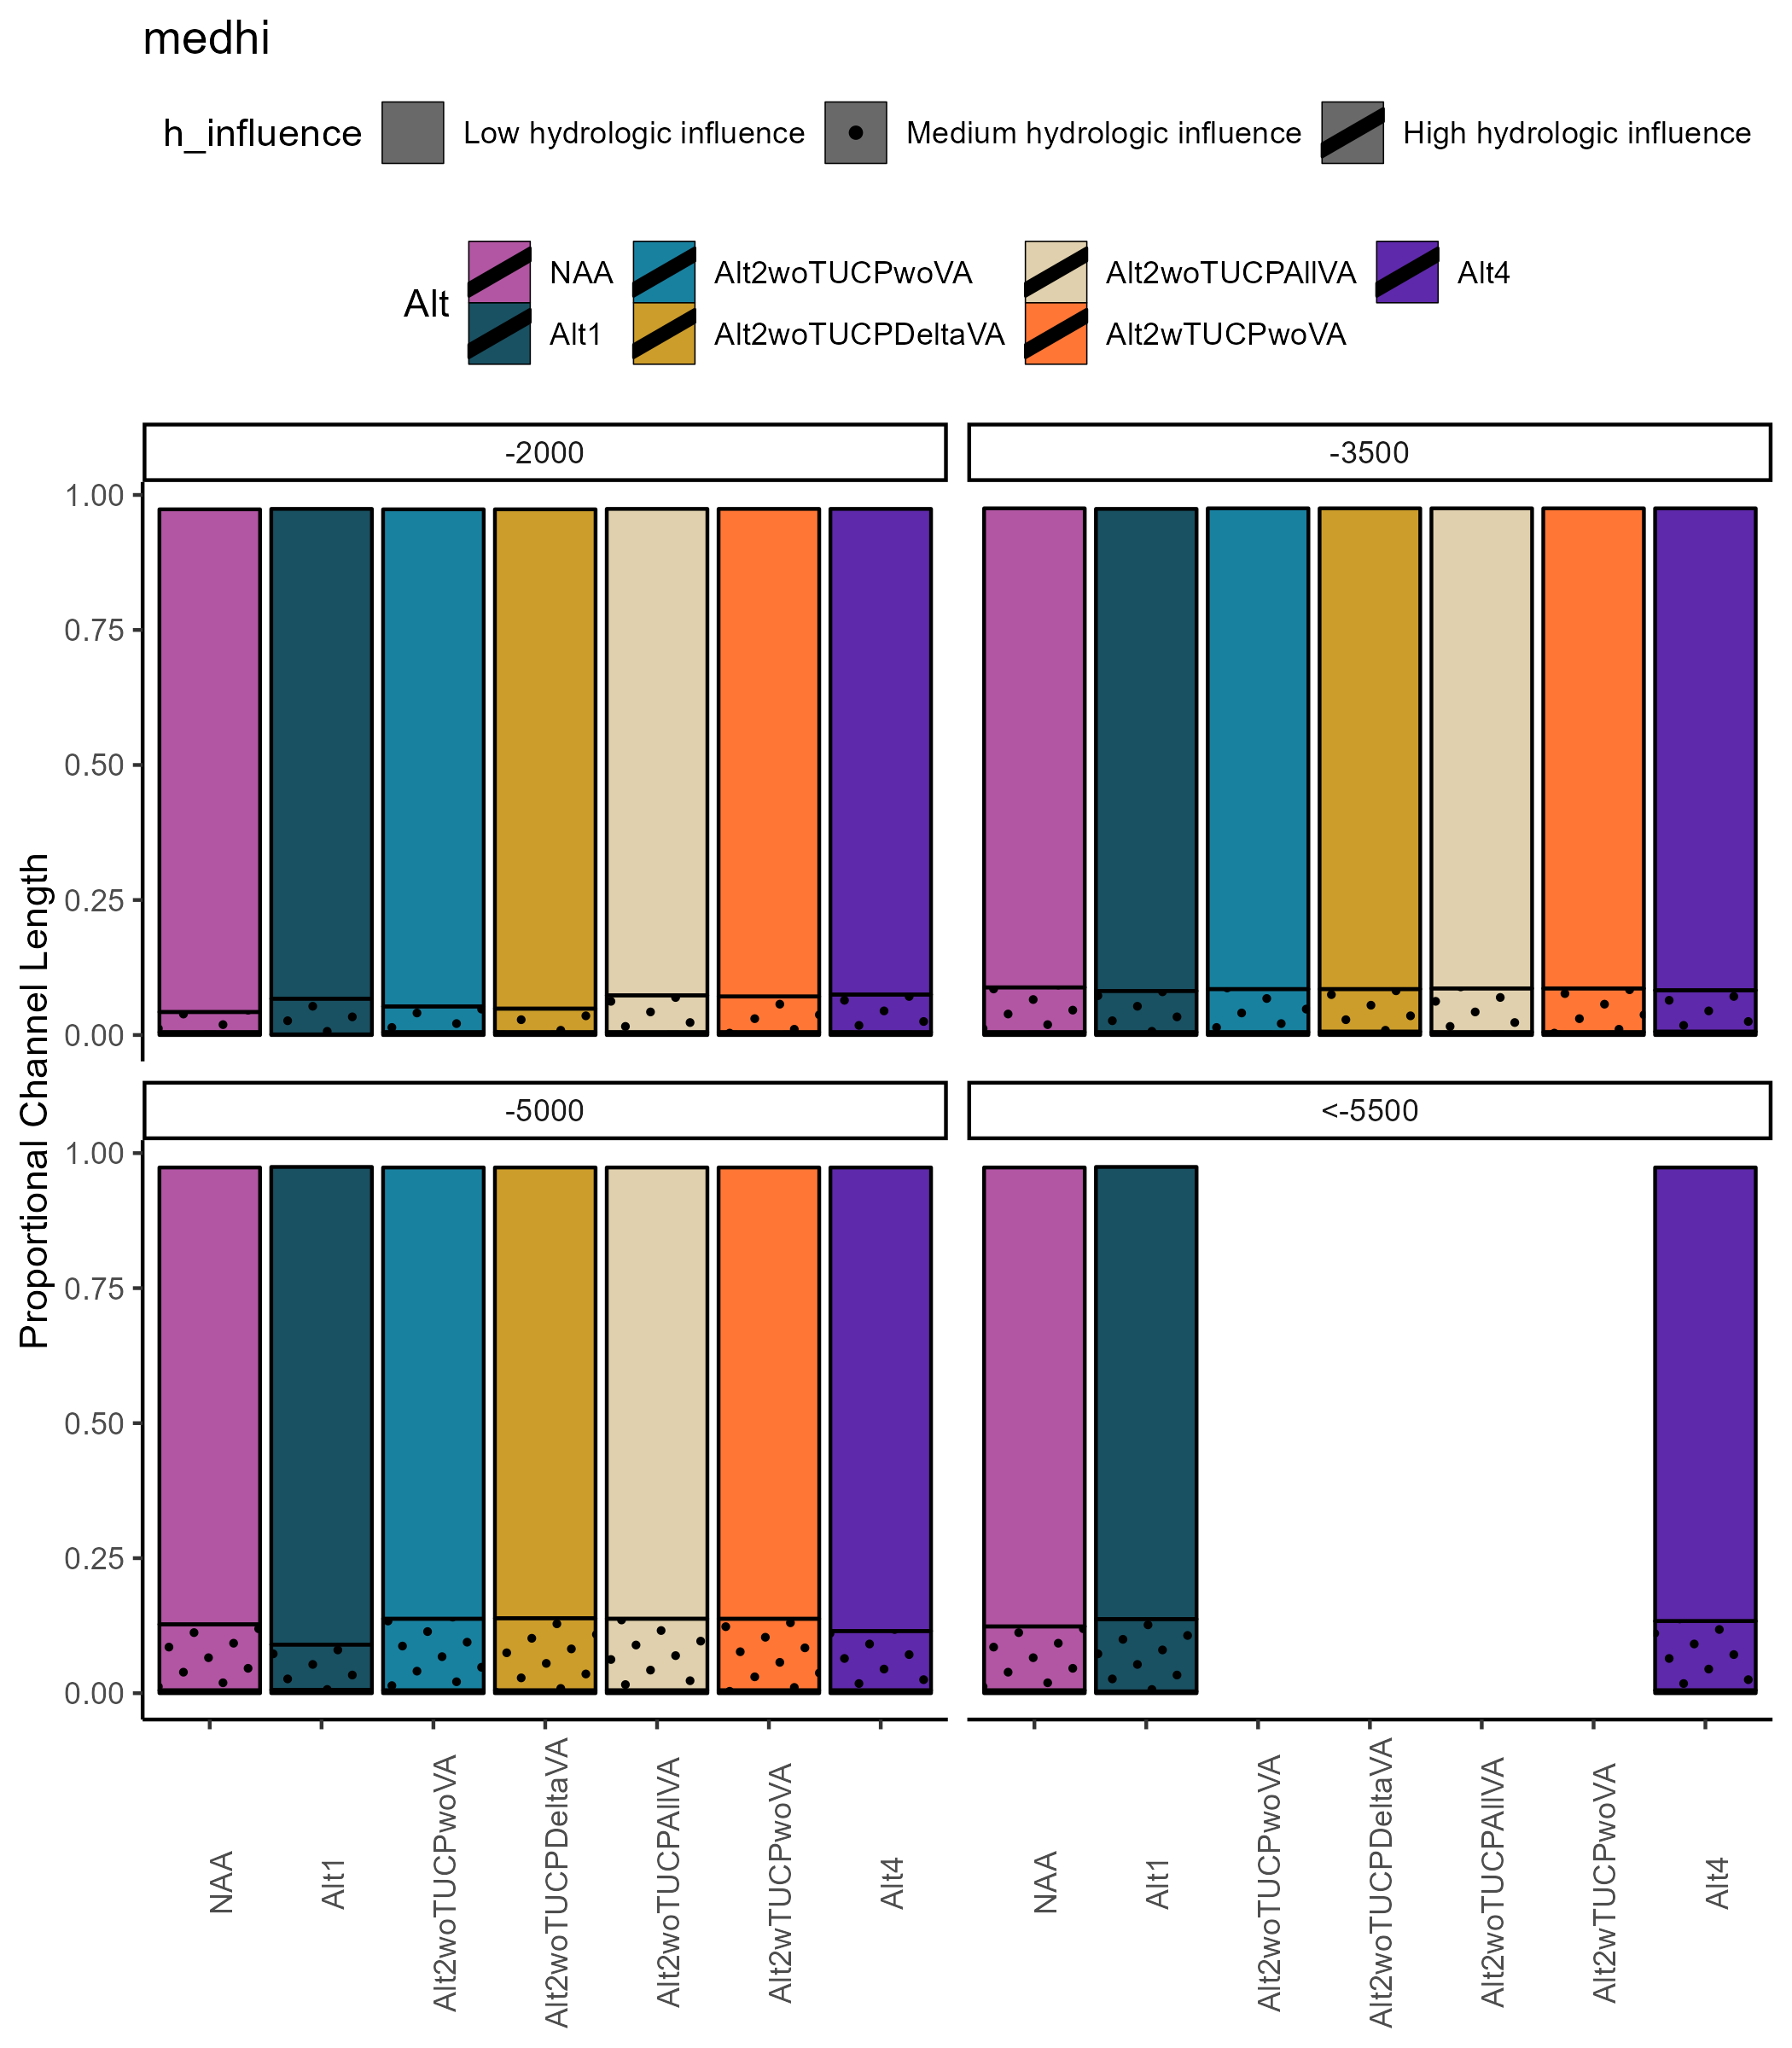 medhi
h_influence Low hydrologic influence Medium hydrologic influence High hydrologic influence
Alt NAA Alt2woTUCPwoVA Alt2woTUCPAllVA Alt4
Alt1 Alt2woTUCPDeltaVA Alt2wTUCPwoVA
-2000 -3500
1.00
0.75
0.50
0.25
0.00
Proportional Channel Length
-5000 <-5500
1.00
0.75
0.50
0.25
0.00
NAA Alt1 Alt2woTUCPwoVA Alt2woTUCPDeltaVA Alt2woTUCPAllVA Alt2wTUCPwoVA Alt4 NAA Alt1 Alt2woTUCPwoVA Alt2woTUCPDeltaVA Alt2woTUCPAllVA Alt2wTUCPwoVA Alt4